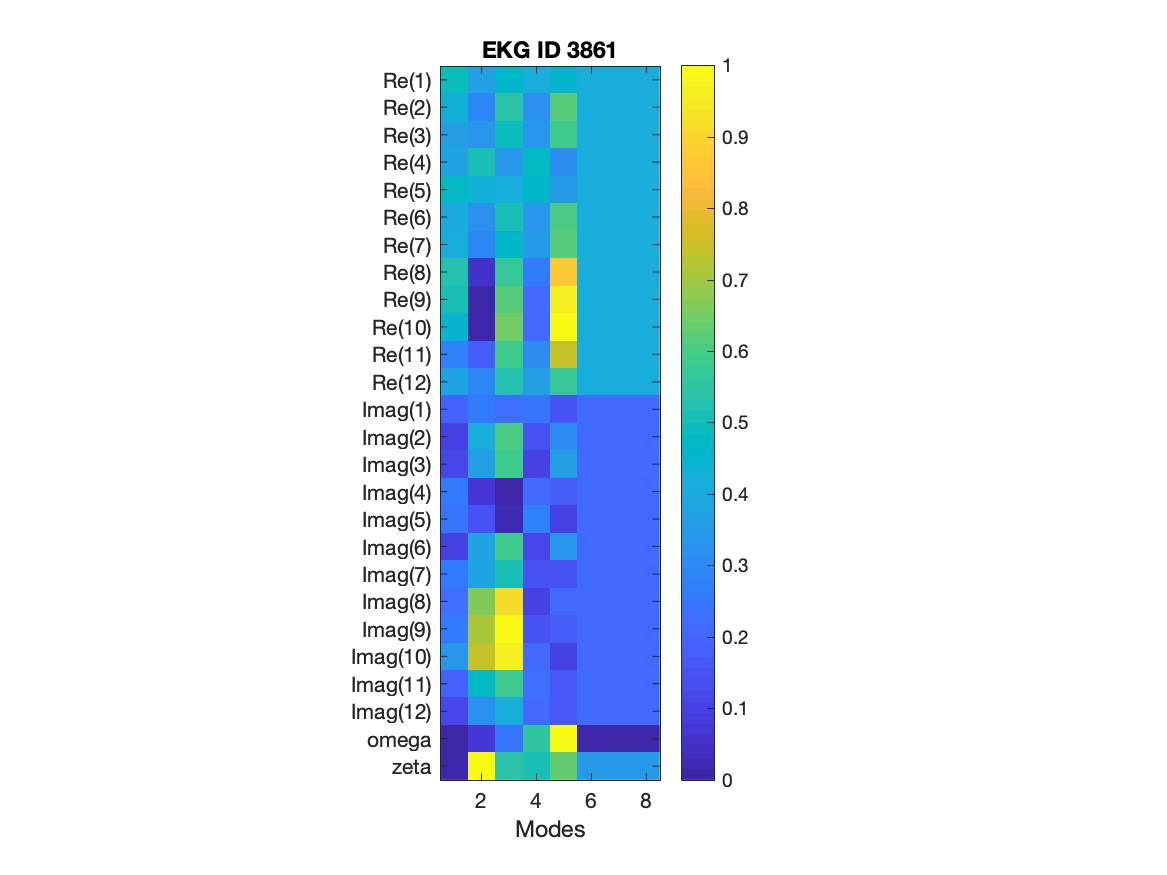 EKG ID 3861
Re(1)
Re(2)
Re(3)
Re(4)
Re(5)
Re(6)
Re(7)
Re(8)
Re(9)
Re(10)
Re(11)
Re(12)
Imag(1)
Imag(2)
Imag(3)
Imag(4)
Imag(5)
Imag(6)
Imag(7)
Imag(8)
Imag(9)
Imag(10)
Imag(11)
Imag(12)
omega
zeta
2 4 6 8
Modes
1
0.9
0.8
0.7
0.6
0.5
0.4
0.3
0.2
0.1
0